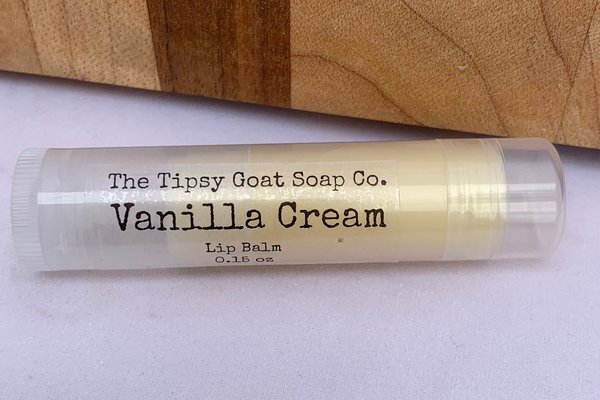 The Tipsy Goat Soap Co.
Vanilla Cream
Lip Balm
0.15 oz